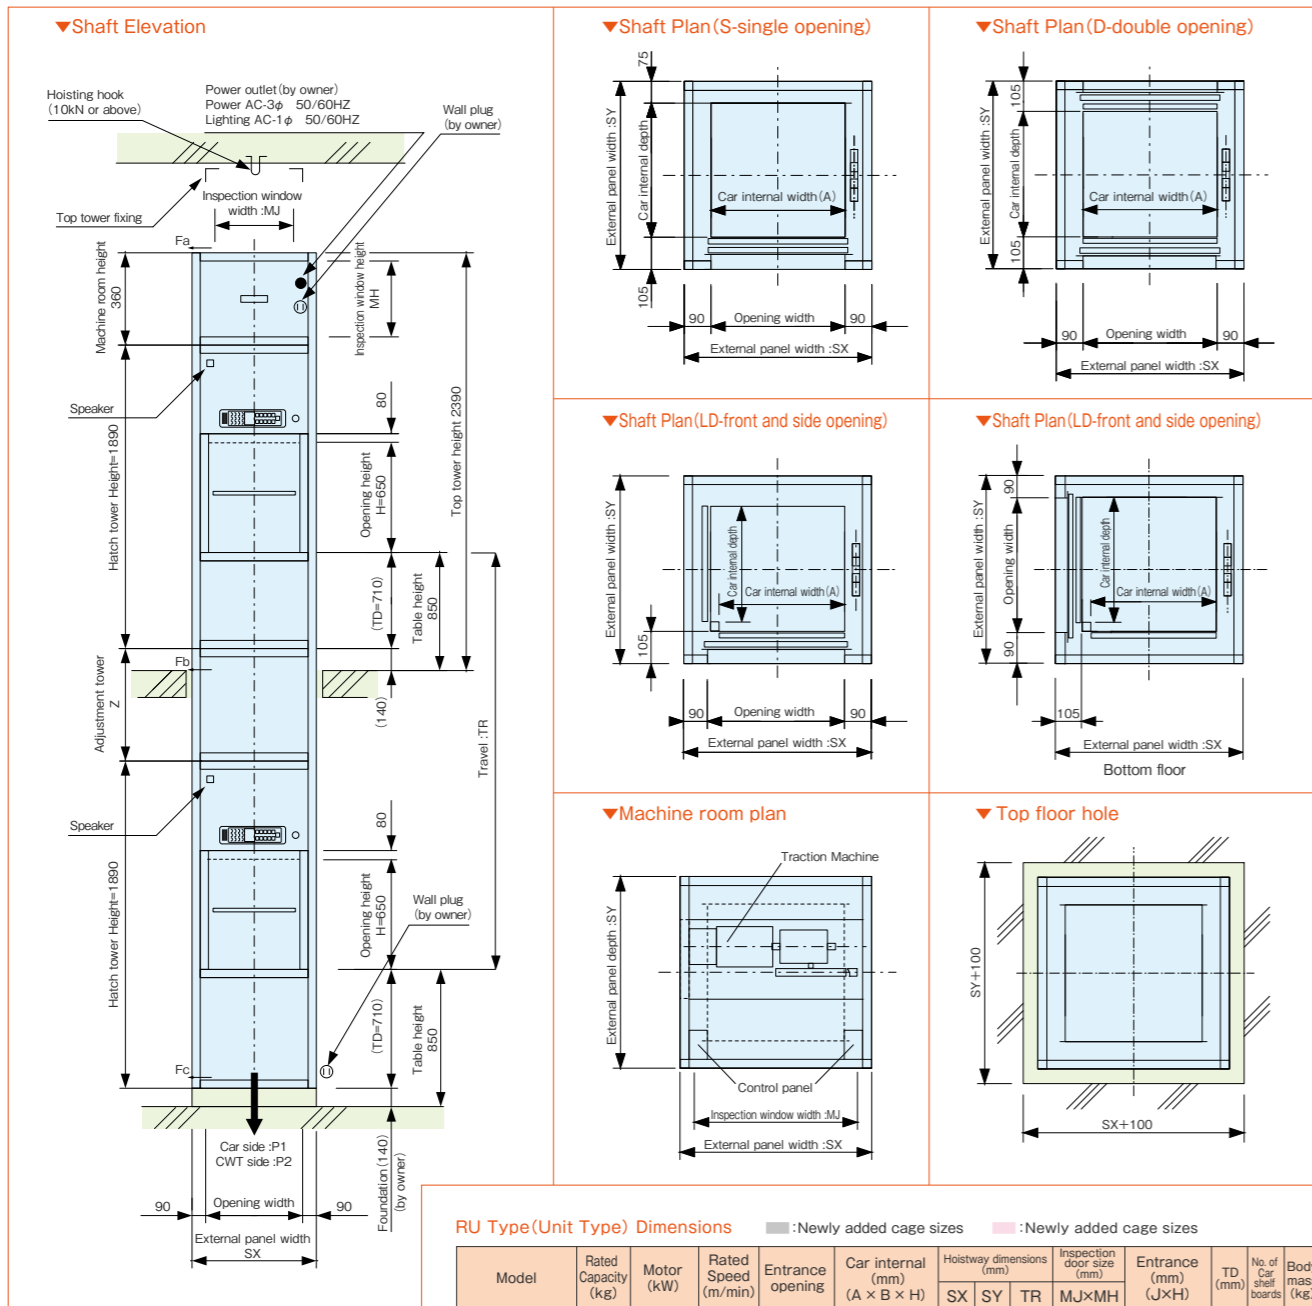 ▼Shaft Elevation
Hoisting hook
(10kN or above)
Power outlet(by owner)
Power AC-3φ 50/60HZ
Lighting AC-1φ 50/60HZ
Wall plug
(by owner)
Top tower fixing
Inspection window
width :MJ
Fa
Machine room height
360
Inspection window height
MH
Speaker
Hatch tower Height=1890
80
Opening height
H=650
Top tower height 2390
(TD=710)
Table height
850
Fb
Adjustment tower
Z
(140)
Travel :TR
Speaker
Hatch tower Height=1890
80
Opening height
H=650
Wall plug
(by owner)
(TD=710)
Table height
850
Fc
Car side :P1
CWT side :P2
Foundation(140)
(by owner)
90
Opening width
90
External panel width
SX
▼Shaft Plan(S-single opening)
75
External panel width :SY
Car internal depth
Car internal width(A)
105
90
Opening width
90
External panel width :SX
▼Shaft Plan(D-double opening)
105
External panel width :SY
Car internal depth
Car internal width(A)
105
90
Opening width
90
External panel width :SX
▼Shaft Plan(LD-front and side opening)
External panel width :SY
Car internal depth
Car internal width(A)
105
90
Opening width
90
External panel width :SX
▼Shaft Plan(LD-front and side opening)
90
External panel width :SY
Opening width
Car internal depth
Car internal width(A)
90
105
External panel width :SX
Bottom floor
▼Machine room plan
Traction Machine
External panel depth :SY
Control panel
Inspection window width :MJ
External panel width :SX
▼ Top floor hole
SY+100
SX+100
RU Type(Unit Type) Dimensions
:Newly added cage sizes
:Newly added cage sizes
Model
Rated
Capacity
(kg)
Motor
(kW)
Rated
Speed
(m/min)
Entrance
opening
Car internal
(mm)
(A × B × H)
Hoistway dimensions
(mm)
SX SY TR
Inspection
door size
(mm)
MJ×MH
Entrance
(mm)
(J×H)
TD
(mm)
No. of
Car
shelf
boards
Body
mass
(kg)